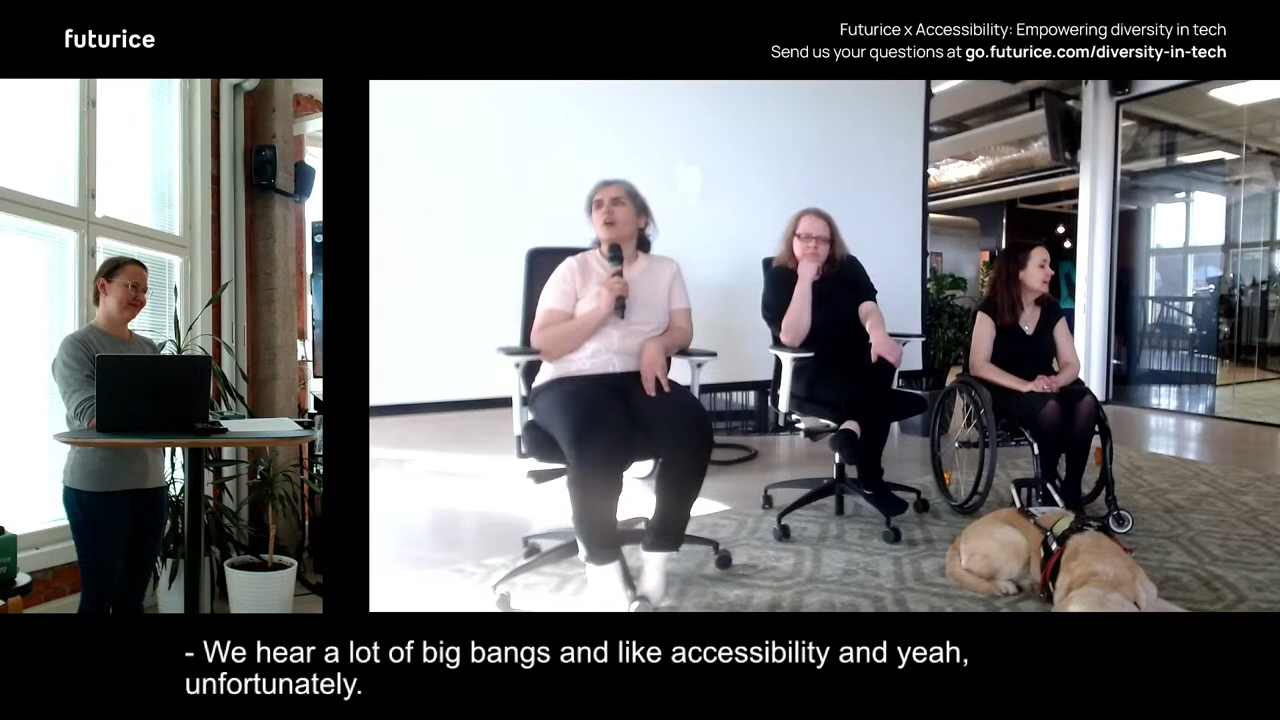 futurice
Futurice x Accessibility: Empowering diversity in tech
Send us your questions at go.futurice.com/diversity-in-tech
- We hear a lot of big bangs and like accessibility and yeah,
unfortunately.